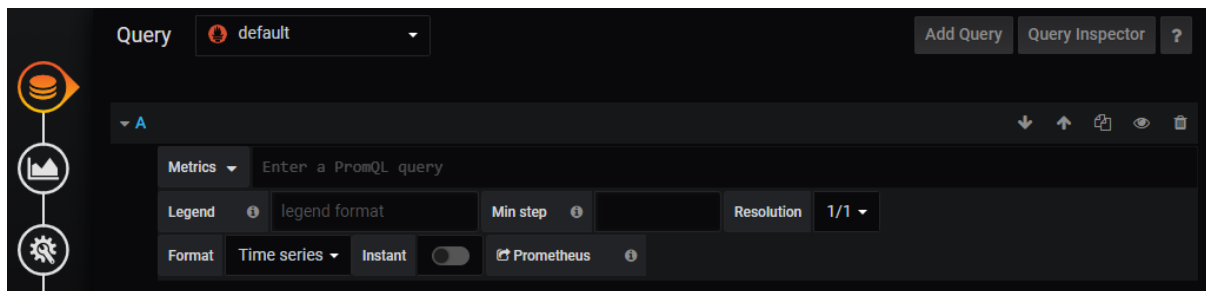 Query default Add Query Query Inspector ?
A
Metrics Enter a PromQL query
Legend legend format Min step Resolution 1/1
Format Time series Instant Prometheus